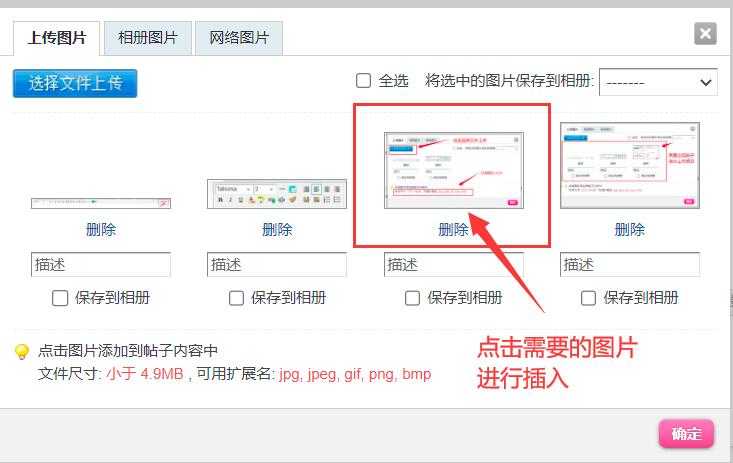 上传图片 相册图片 网络图片
选择文件上传 全选 将选中的图片保存到相册: -------
删除 删除 删除 删除
描述 描述 描述 描述
保存到相册 保存到相册 保存到相册 保存到相册
点击图片添加到帖子内容中
文件尺寸: 小于 4.9MB , 可用扩展名: jpg, jpeg, gif, png, bmp
点击需要的图片
进行插入
确定